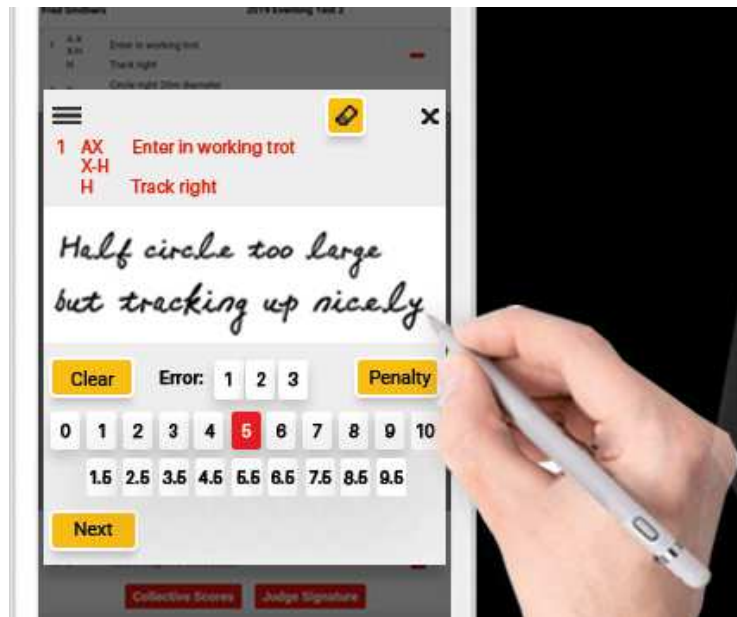 Fred Smithers 2019 Evening Test 2
1 A-X Enter in working trot
X-H
H Track right
Circle right 20m diameter
1 AX Enter in working trot
X-H
H Track right
Half circle too large
but tracking up nicely
Clear Error: 1 2 3 Penalty
0 1 2 3 4 5 6 7 8 9 10
1.5 2.5 3.5 4.5 5.5 6.5 7.5 8.5 9.5
Next
Collective Scores Judge Signature